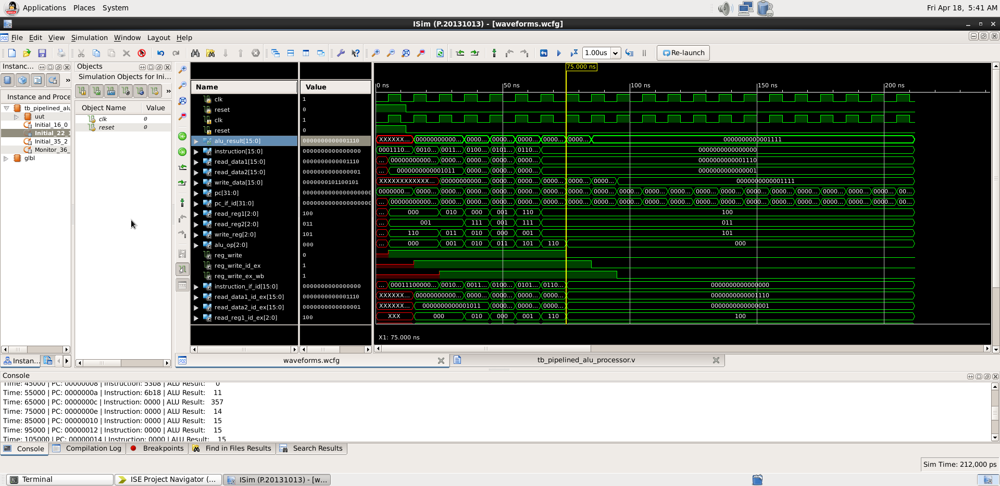 Applications Places System Fri Apr 18, 5:41 AM
ISim (P.20131013) - [waveforms.wcfg]
File Edit View Simulation Window Layout Help
1.00us Re-launch
Instanc...
Instance and Proce
tb_pipelined_alu
uut
Initial_16_0
Initial_22_1
Initial_35_2
Monitor_36_
glbl
Instan...
Objects
Simulation Objects for Ini...
Object Name Value
clk 0
reset 0
Name Value
clk 1
reset 0
clk 1
reset 0
alu_result[15:0] 0000000000001110
instruction[15:0] 0000000000000000
read_data1[15:0] 0000000000001110
read_data2[15:0] 0000000000000001
write_data[15:0] 0000000101100101
pc[31:0] 0000000000000000
pc_if_id[31:0] 0000000000000000
read_reg1[2:0] 100
read_reg2[2:0] 011
write_reg[2:0] 101
alu_op[2:0] 000
reg_write 0
reg_write_id_ex 1
reg_write_ex_wb 1
instruction_if_id[15:0] 0000000000000000
read_data1_id_ex[15:0] 0000000000001110
read_data2_id_ex[15:0] 0000000000000001
read_reg1_id_ex[2:0] 100
75.000 ns
0 ns 50 ns 100 ns 150 ns 200 ns
XXXXXX... 00000000000... 0000... 0000... 0000... 0000... 0000... 0000000000001111
0001110... 0010... 0011... 0100... 0101... 0110... 0000000000000000
... 00000000000... 0000... 0000... 0000... 0000000000001110
... 0000000000001011 0000... 0000... 0000... 0000000000000001
XXXXXXXXXXXX... 00000000000... 0000... 0000... 0000... 0000... 0000... 0000000000001111
0000000... 0000... 0000... 0000... 0000... 0000... 0000... 0000... 0000... 0000... 0000... 0000... 0000... 0000... 0000... 0000... 0000... 0000... 0000... 00...
... 00000000000... 0000... 0000... 0000... 0000... 0000... 0000... 0000... 0000... 0000... 0000... 0000... 0000... 0000... 0000... 0000... 0000... 0000... 00...
... 000 010 000 001 110 100
... 001 111 001 111 011
... 110 011 010 000 001 101
... 000 001 010 011 101 110 000
... 00011100000... 0010... 0011... 0100... 0101... 0110... 0000000000000000
XXXXXX... 00000000000... 0000... 0000... 0000... 0000... 0000000000001110
XXXXXX... 0000000000001011 0000... 0000... 0000... 0000000000000001
XXX 000 010 000 001 110 100
X1: 75.000 ns
waveforms.wcfg tb_pipelined_alu_processor.v
Console
Time: 45000 | PC: 00000008 | Instruction: 53b8 | ALU Result: 0
Time: 55000 | PC: 0000000a | Instruction: 6b18 | ALU Result: 11
Time: 65000 | PC: 0000000c | Instruction: 0000 | ALU Result: 357
Time: 75000 | PC: 0000000e | Instruction: 0000 | ALU Result: 14
Time: 85000 | PC: 00000010 | Instruction: 0000 | ALU Result: 15
Time: 95000 | PC: 00000012 | Instruction: 0000 | ALU Result: 15
Time: 105000 | PC: 00000014 | Instruction: 0000 | ALU Result: 15
Console Compilation Log Breakpoints Find in Files Results Search Results
Sim Time: 212,000 ps
Terminal ISE Project Navigator (... ISim (P.20131013) - [w...